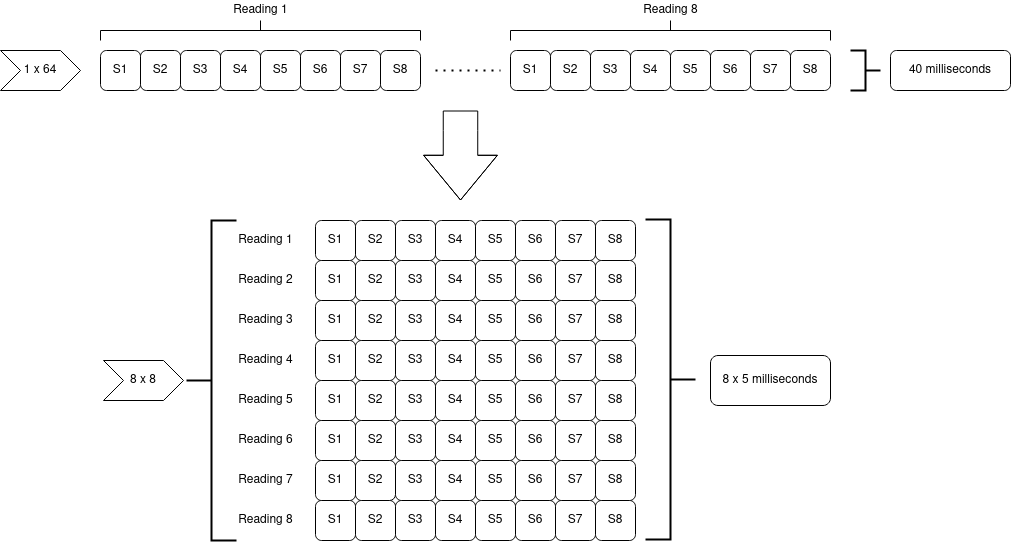 Reading 1 Reading 8
1 x 64 S1 S2 S3 S4 S5 S6 S7 S8 S1 S2 S3 S4 S5 S6 S7 S8 40 milliseconds
Reading 1 S1 S2 S3 S4 S5 S6 S7 S8
Reading 2 S1 S2 S3 S4 S5 S6 S7 S8
Reading 3 S1 S2 S3 S4 S5 S6 S7 S8
Reading 4 S1 S2 S3 S4 S5 S6 S7 S8
8 x 8 8 x 5 milliseconds
Reading 5 S1 S2 S3 S4 S5 S6 S7 S8
Reading 6 S1 S2 S3 S4 S5 S6 S7 S8
Reading 7 S1 S2 S3 S4 S5 S6 S7 S8
Reading 8 S1 S2 S3 S4 S5 S6 S7 S8